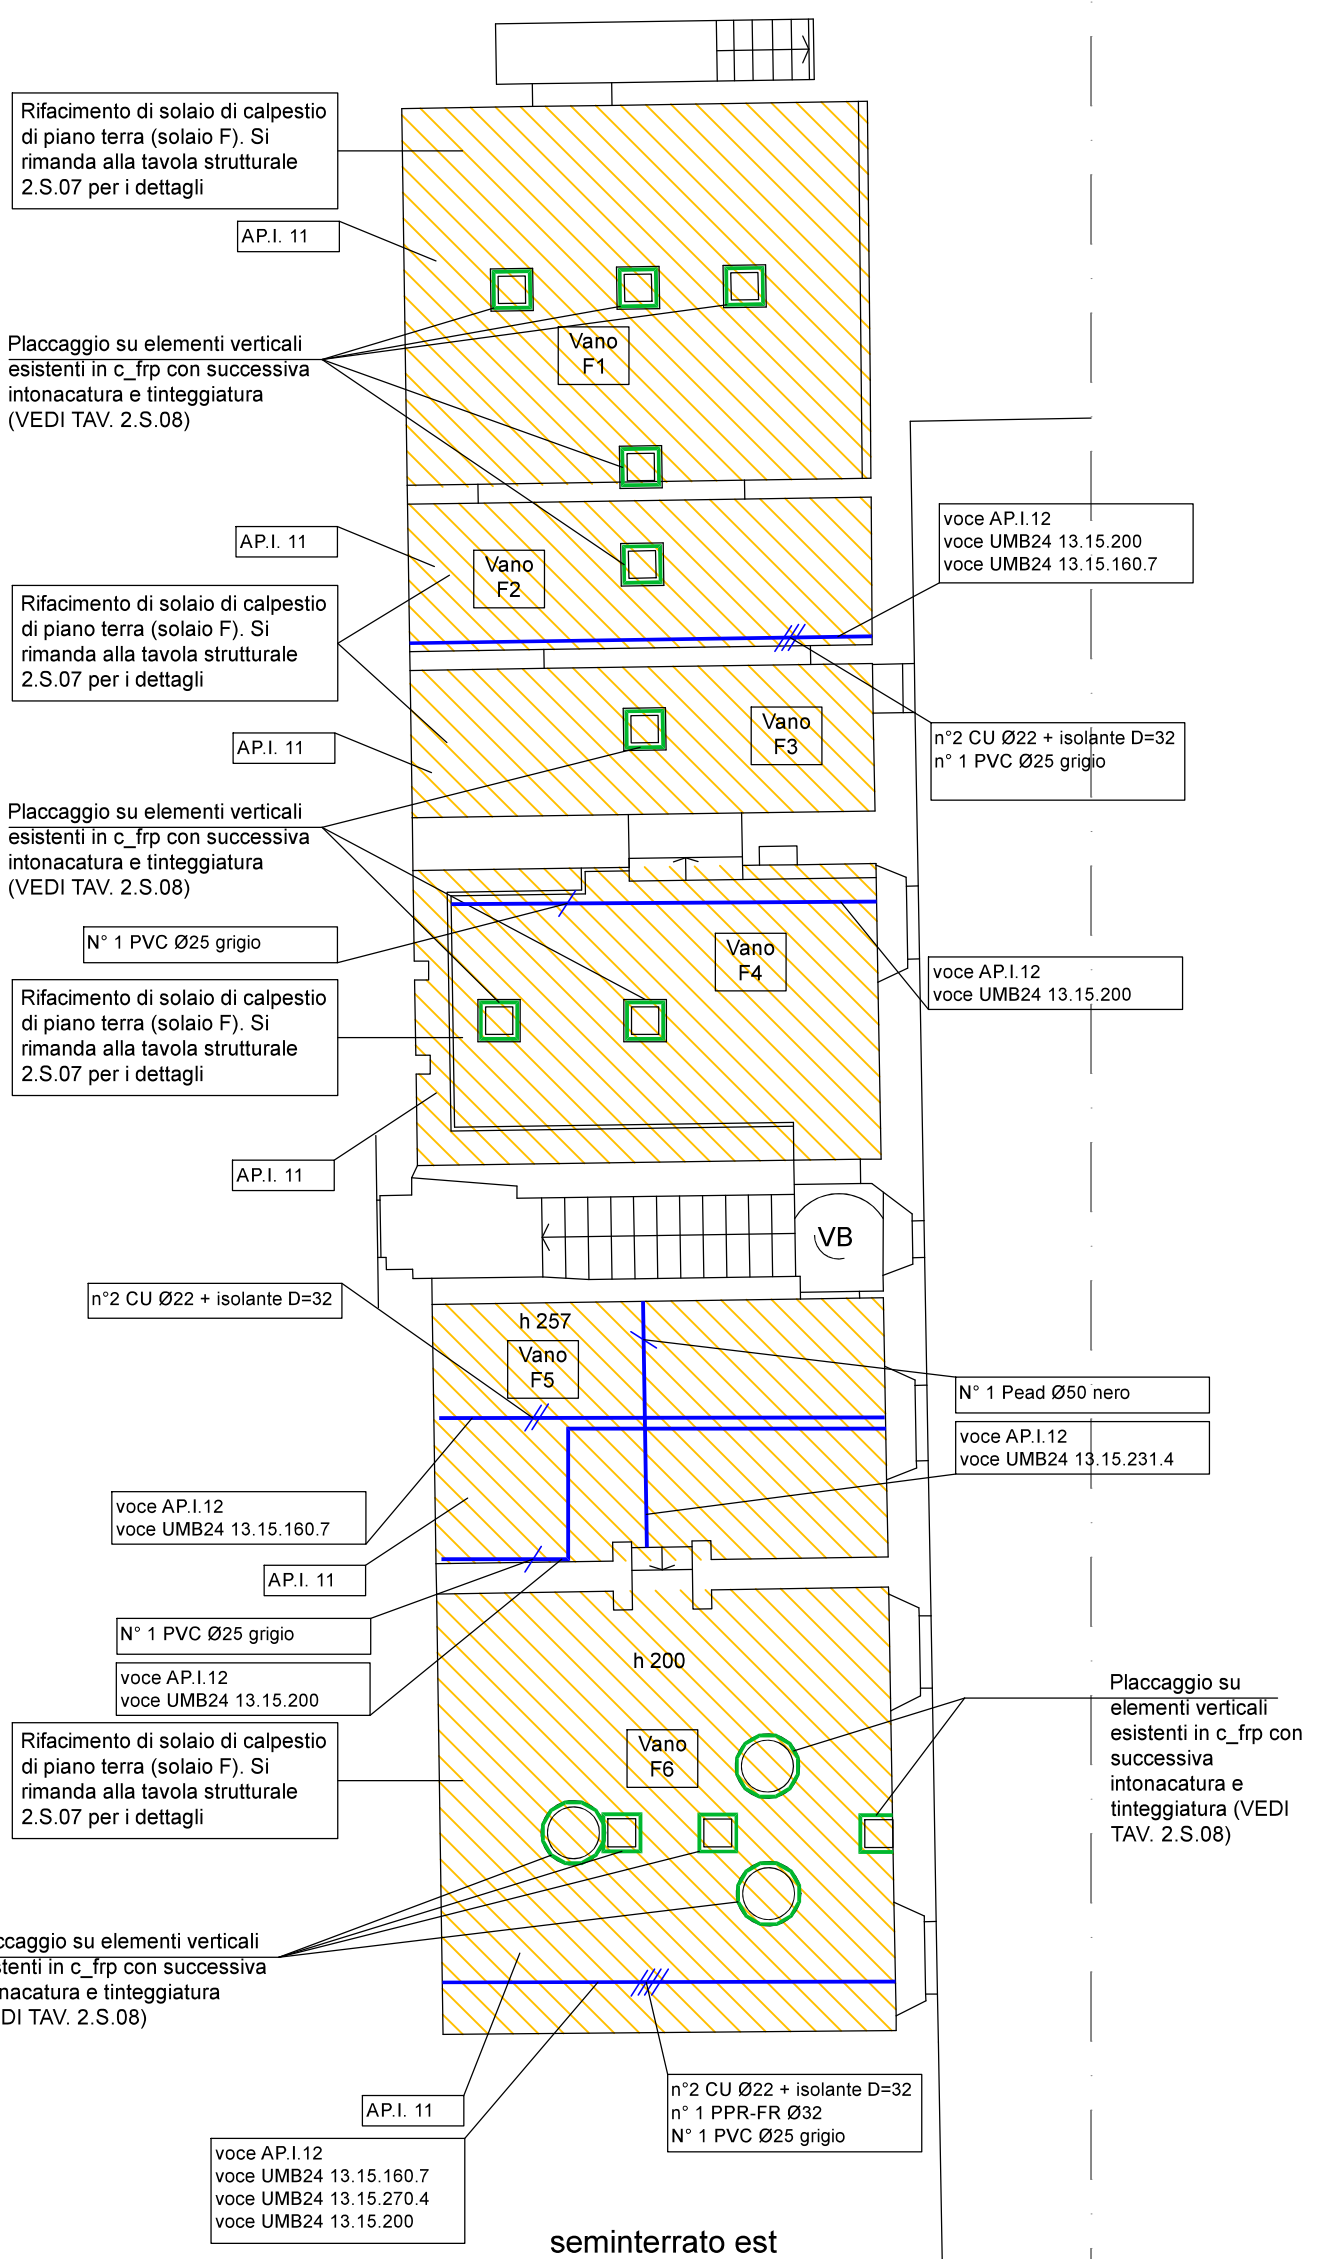 Rifacimento di solaio di calpestio
di piano terra (solaio F). Si
rimanda alla tavola strutturale
2.S.07 per i dettagli
AP.I. 11
Placcaggio su elementi verticali
esistenti in c_frp con successiva
intonacatura e tinteggiatura
(VEDI TAV. 2.S.08)
Vano
F1
AP.I. 11
Vano
F2
voce AP.I.12
voce UMB24 13.15.200
voce UMB24 13.15.160.7
Rifacimento di solaio di calpestio
di piano terra (solaio F). Si
rimanda alla tavola strutturale
2.S.07 per i dettagli
AP.I. 11
Vano
F3
n°2 CU Ø22 + isolante D=32
n° 1 PVC Ø25 grigio
Placcaggio su elementi verticali
esistenti in c_frp con successiva
intonacatura e tinteggiatura
(VEDI TAV. 2.S.08)
N° 1 PVC Ø25 grigio
Vano
F4
voce AP.I.12
voce UMB24 13.15.200
Rifacimento di solaio di calpestio
di piano terra (solaio F). Si
rimanda alla tavola strutturale
2.S.07 per i dettagli
AP.I. 11
VB
n°2 CU Ø22 + isolante D=32
h 257
Vano
F5
N° 1 Pead Ø50 nero
voce AP.I.12
voce UMB24 13.15.231.4
voce AP.I.12
voce UMB24 13.15.160.7
AP.I. 11
N° 1 PVC Ø25 grigio
voce AP.I.12
voce UMB24 13.15.200
h 200
Rifacimento di solaio di calpestio
di piano terra (solaio F). Si
rimanda alla tavola strutturale
2.S.07 per i dettagli
Vano
F6
Placcaggio su
elementi verticali
esistenti in c_frp con
successiva
intonacatura e
tinteggiatura (VEDI
TAV. 2.S.08)
ccaggio su elementi verticali
stenti in c_frp con successiva
nacatura e tinteggiatura
DI TAV. 2.S.08)
AP.I. 11
n°2 CU Ø22 + isolante D=32
n° 1 PPR-FR Ø32
N° 1 PVC Ø25 grigio
voce AP.I.12
voce UMB24 13.15.160.7
voce UMB24 13.15.270.4
voce UMB24 13.15.200
seminterrato est